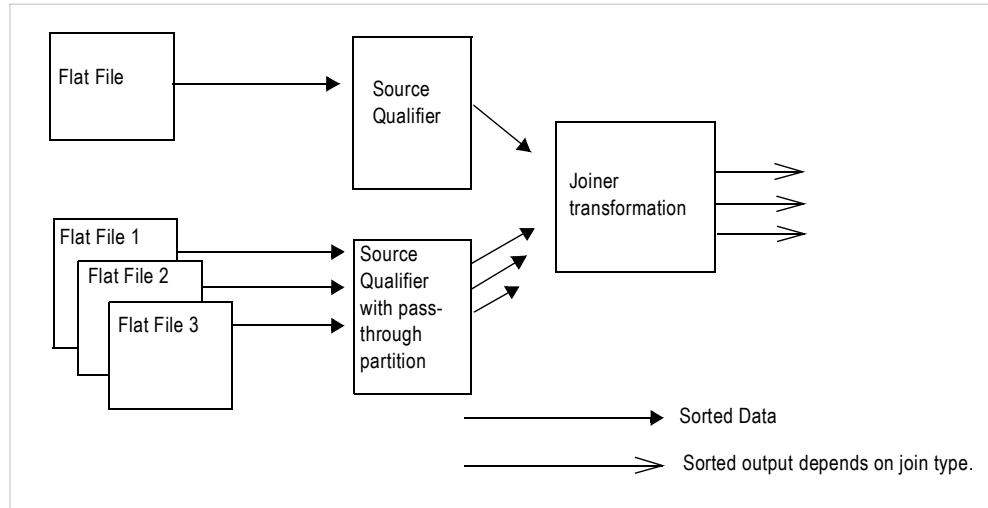 Flat File
Source
Qualifier
Joiner
transformation
Flat File 1
Flat File 2
Flat File 3
Source
Qualifier
with pass-
through
partition
Sorted Data
Sorted output depends on join type.